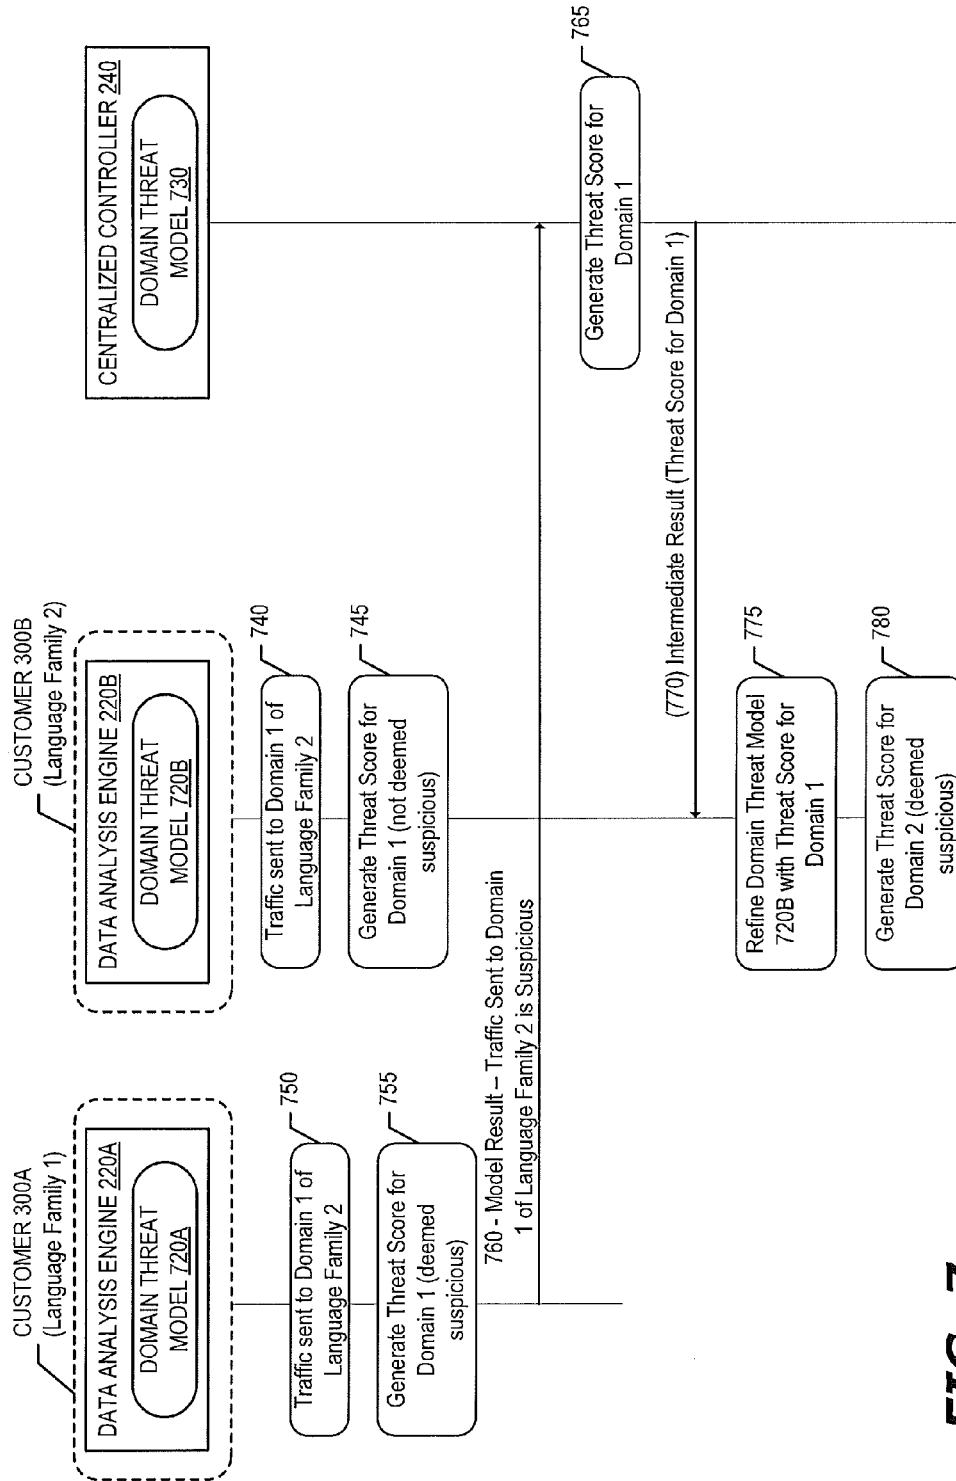 CUSTOMER 300A
(Language Family 1)
DATA ANALYSIS ENGINE 220A
DOMAIN THREAT
MODEL 720A
750
Traffic sent to Domain 1 of
Language Family 2
755
Generate Threat Score for
Domain 1 (deemed
suspicious)
760 - Model Result – Traffic Sent to Domain
1 of Language Family 2 is Suspicious
CUSTOMER 300B
(Language Family 2)
DATA ANALYSIS ENGINE 220B
DOMAIN THREAT
MODEL 720B
740
Traffic sent to Domain 1 of
Language Family 2
745
Generate Threat Score for
Domain 1 (not deemed
suspicious)
CENTRALIZED CONTROLLER 240
DOMAIN THREAT
MODEL 730
765
Generate Threat Score for
Domain 1
(770) Intermediate Result (Threat Score for Domain 1)
775
Refine Domain Threat Model
720B with Threat Score for
Domain 1
780
Generate Threat Score for
Domain 2 (deemed
suspicious)
FIG. 7